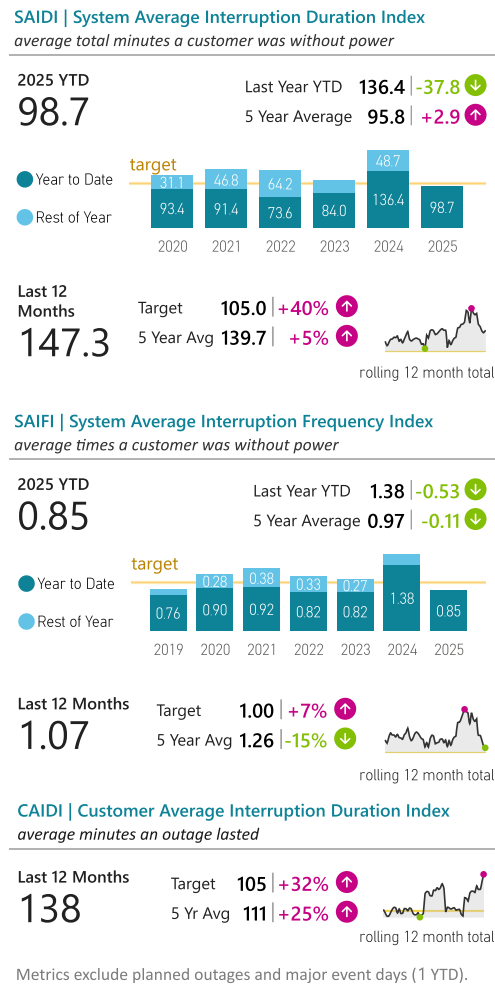 SAIDI | System Average Interruption Duration Index
average total minutes a customer was without power
2025 YTD
98.7
Last Year YTD 136.4 | -37.8
5 Year Average 95.8 | +2.9
target
Year to Date
Rest of Year
31.1 46.8 64.2 48.7
93.4 91.4 73.6 84.0 136.4 98.7
2020 2021 2022 2023 2024 2025
Last 12
Months
147.3
Target 105.0 | +40%
5 Year Avg 139.7 | +5%
rolling 12 month total
SAIFI | System Average Interruption Frequency Index
average times a customer was without power
2025 YTD
0.85
Last Year YTD 1.38 | -0.53
5 Year Average 0.97 | -0.11
target
Year to Date
Rest of Year
0.28 0.38 0.33 0.27
0.76 0.90 0.92 0.82 0.82 1.38 0.85
2019 2020 2021 2022 2023 2024 2025
Last 12 Months
1.07
Target 1.00 | +7%
5 Year Avg 1.26 | -15%
rolling 12 month total
CAIDI | Customer Average Interruption Duration Index
average minutes an outage lasted
Last 12 Months
138
Target 105 | +32%
5 Yr Avg 111 | +25%
rolling 12 month total
Metrics exclude planned outages and major event days (1 YTD).